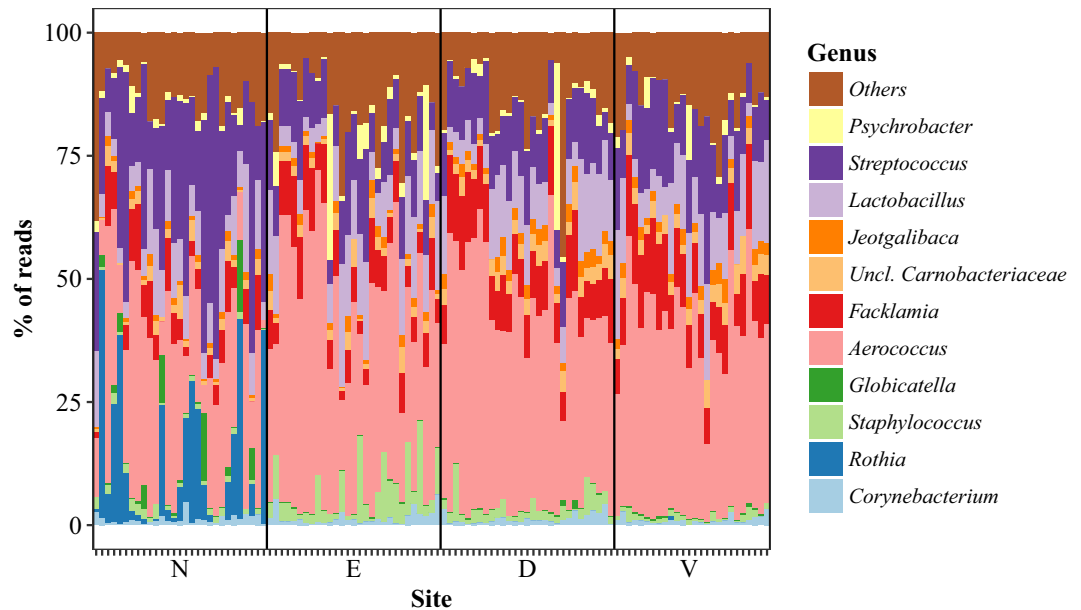 100
75
50
25
0
% of reads
N
E
D
V
Site
Genus
Others
Psychrobacter
Streptococcus
Lactobacillus
Jeotgalibaca
Uncl. Carnobacteriaceae
Facklamia
Aerococcus
Globicatella
Staphylococcus
Rothia
Corynebacterium